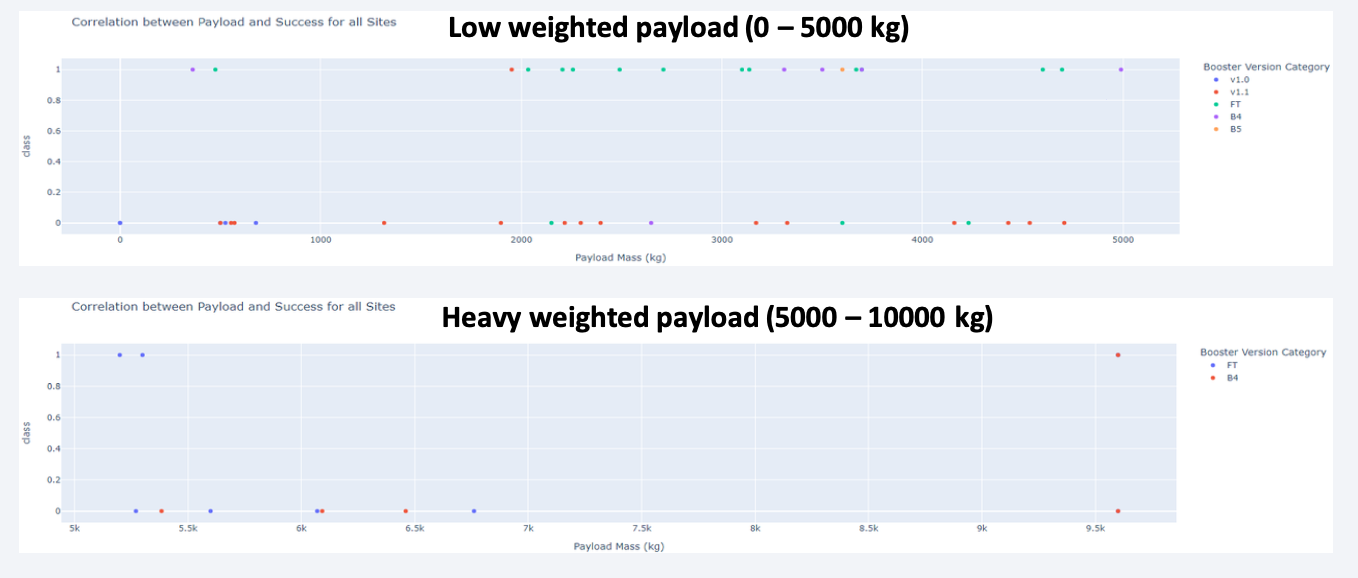 Correlation between Payload and Success for all Sites
Low weighted payload (0 – 5000 kg)
Booster Version Category
v1.0
v1.1
FT
B4
B5
class
1
0.8
0.6
0.4
0.2
0
0 1000 2000 3000 4000 5000
Payload Mass (kg)
Correlation between Payload and Success for all Sites
Heavy weighted payload (5000 – 10000 kg)
Booster Version Category
FT
B4
class
1
0.8
0.6
0.4
0.2
0
5k 5.5k 6k 6.5k 7k 7.5k 8k 8.5k 9k 9.5k
Payload Mass (kg)